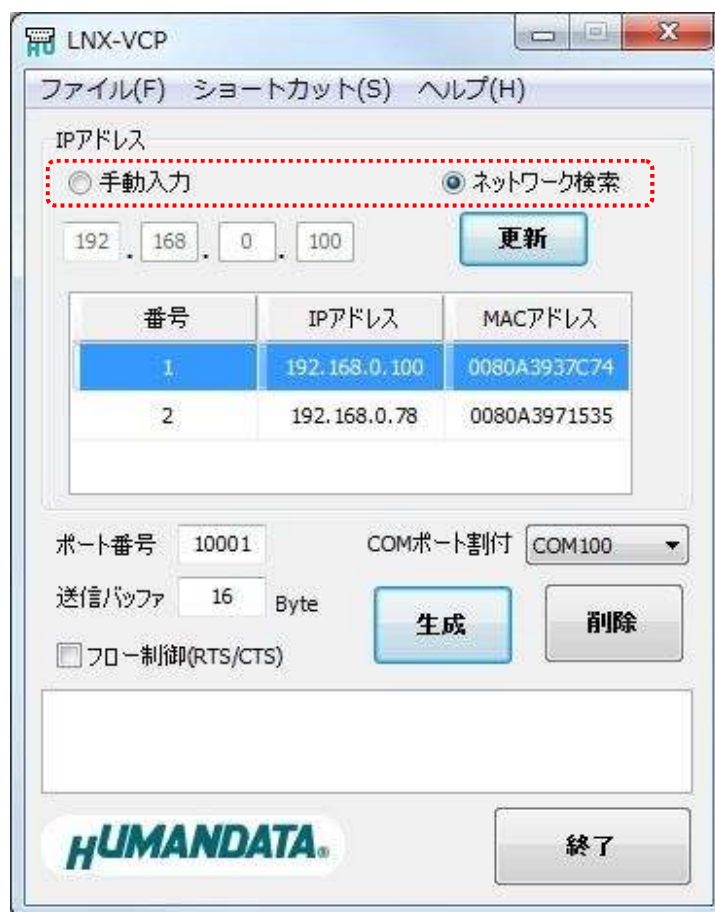 LNX-VCP
ファイル(F) ショートカット(S) ヘルプ(H)
IPアドレス
手動入力 ネットワーク検索
192 . 168 . 0 . 100 更新
番号 IPアドレス MACアドレス
1 192.168.0.100 0080A3937C74
2 192.168.0.78 0080A3971535
ポート番号 10001 COMポート割付 COM100
送信バッファ 16 Byte 生成 削除
フロー制御(RTS/CTS)
HUMANDATA® 終了